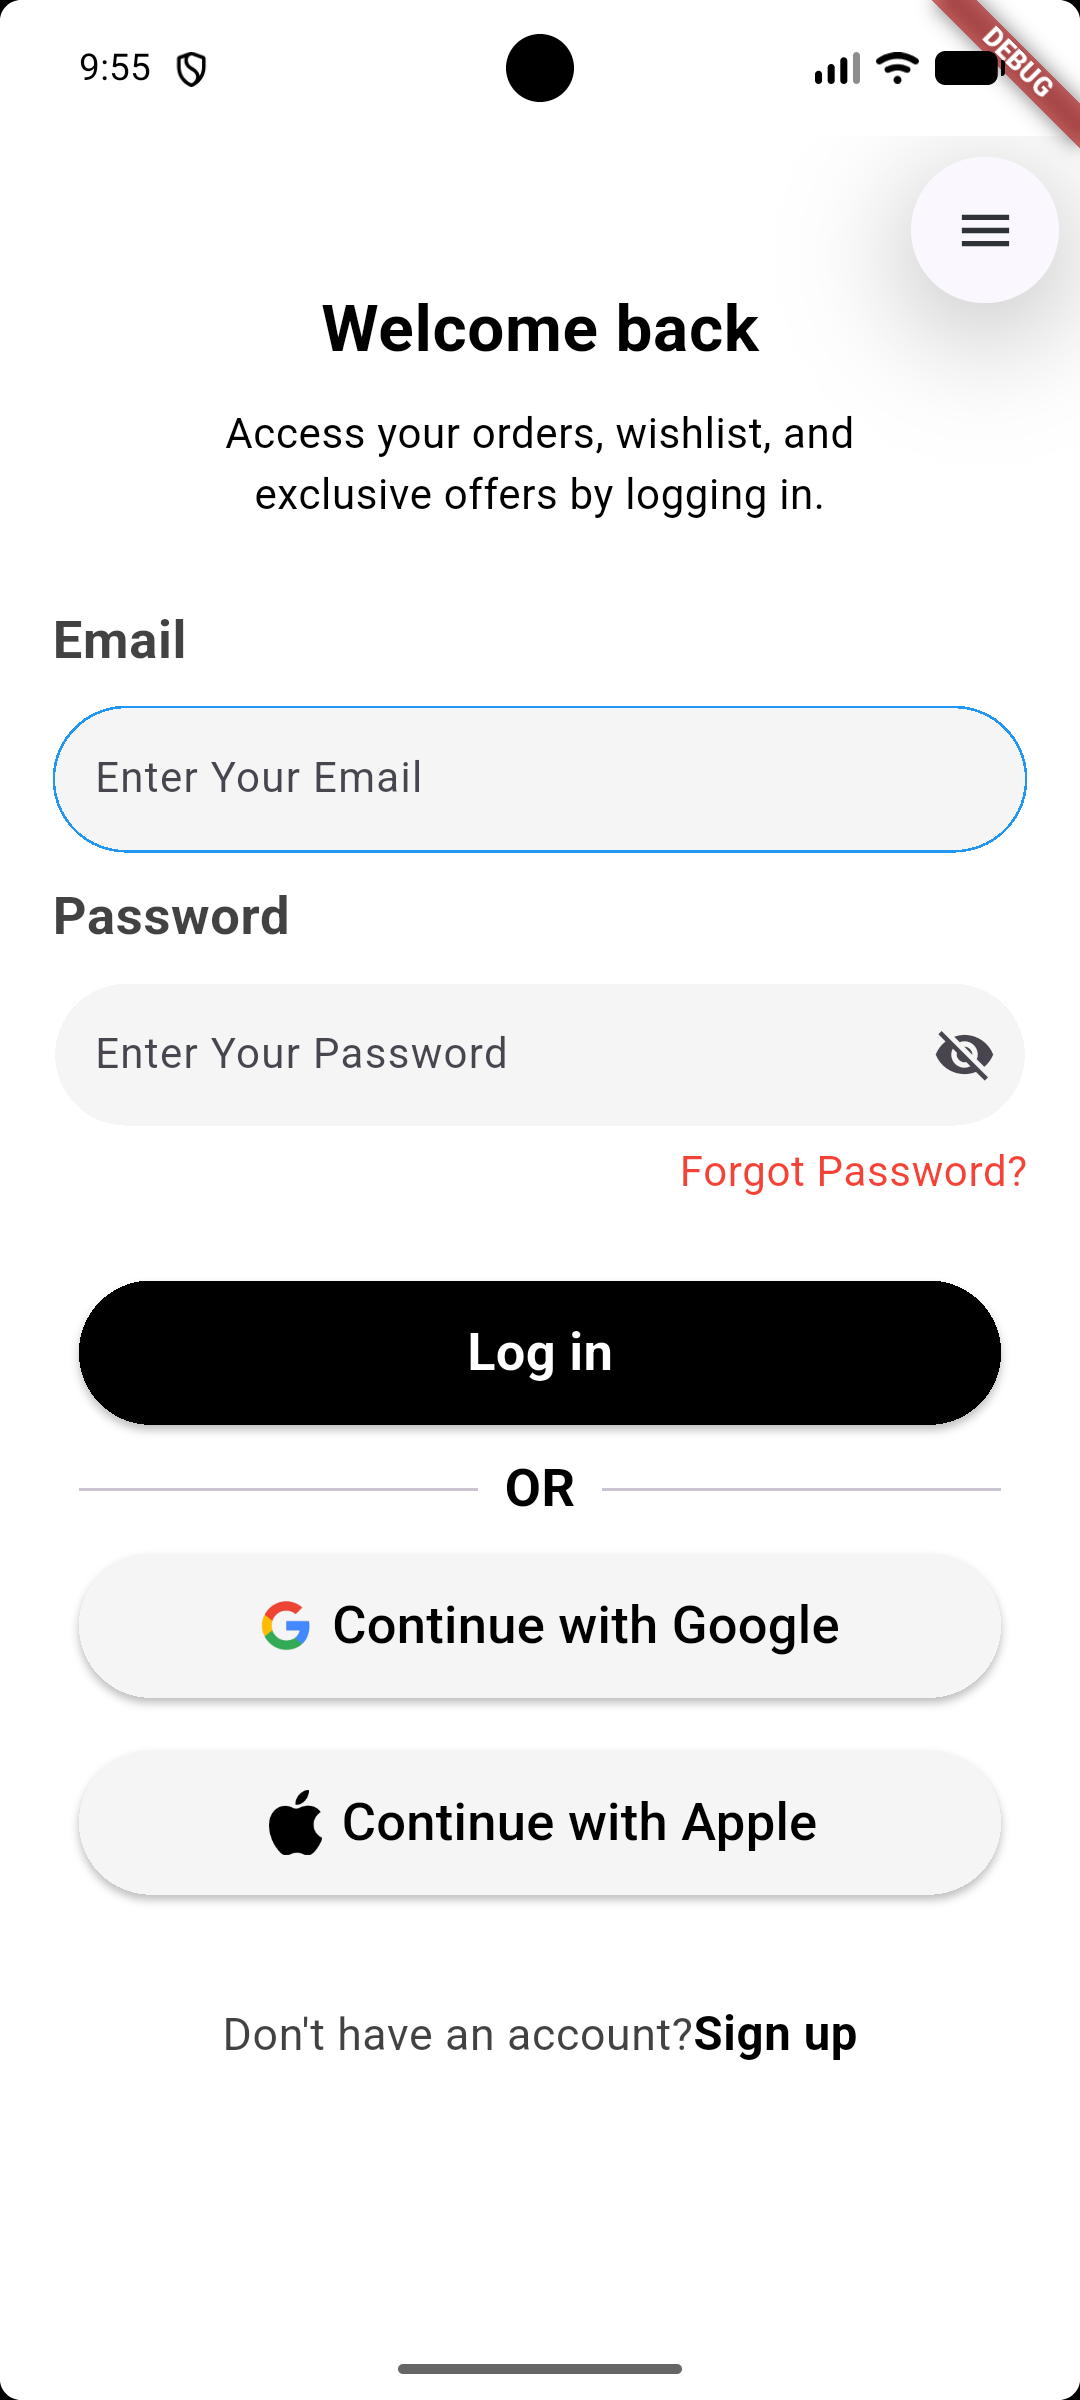 9:55
DEBUG
Welcome back
Access your orders, wishlist, and
exclusive offers by logging in.
Email
Enter Your Email
Password
Enter Your Password
Forgot Password?
Log in
OR
Continue with Google
Continue with Apple
Don't have an account?Sign up